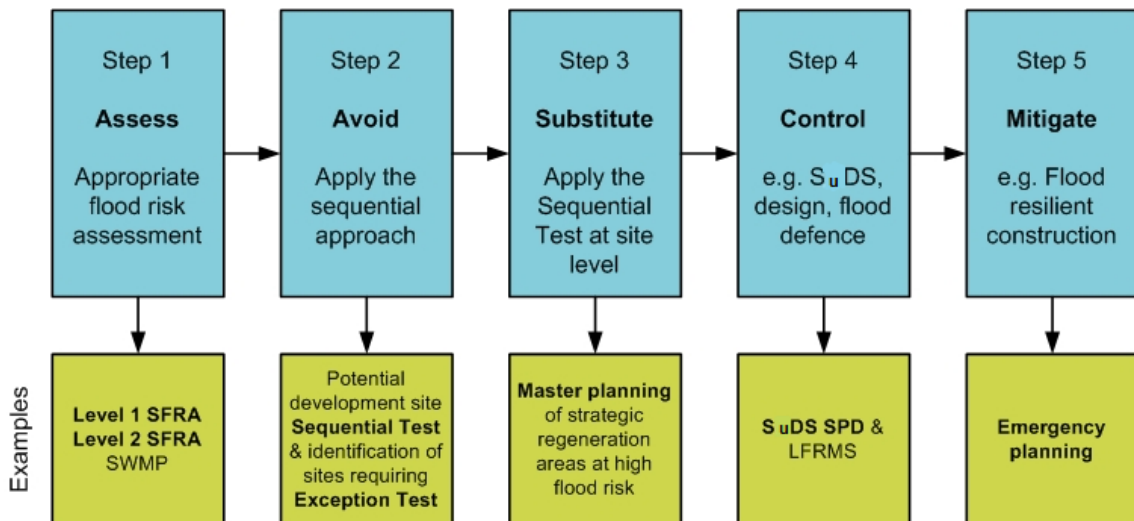 Step 1
Assess
Appropriate
flood risk
assessment
Step 2
Avoid
Apply the
sequential
approach
Step 3
Substitute
Apply the
Sequential
Test at site
level
Step 4
Control
e.g. SuDS,
design, flood
defence
Step 5
Mitigate
e.g. Flood
resilient
construction
Examples
Level 1 SFRA
Level 2 SFRA
SWMP
Potential
development site
Sequential Test
& identification of
sites requiring
Exception Test
Master planning
of strategic
regeneration
areas at high
flood risk
SuDS SPD &
LFRMS
Emergency
planning